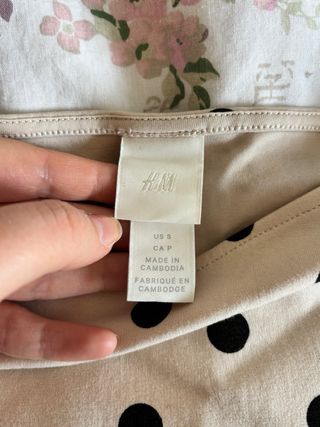 H&M
US S
CA P
MADE IN
CAMBODIA
FABRIQUÉ EN
CAMBODGE